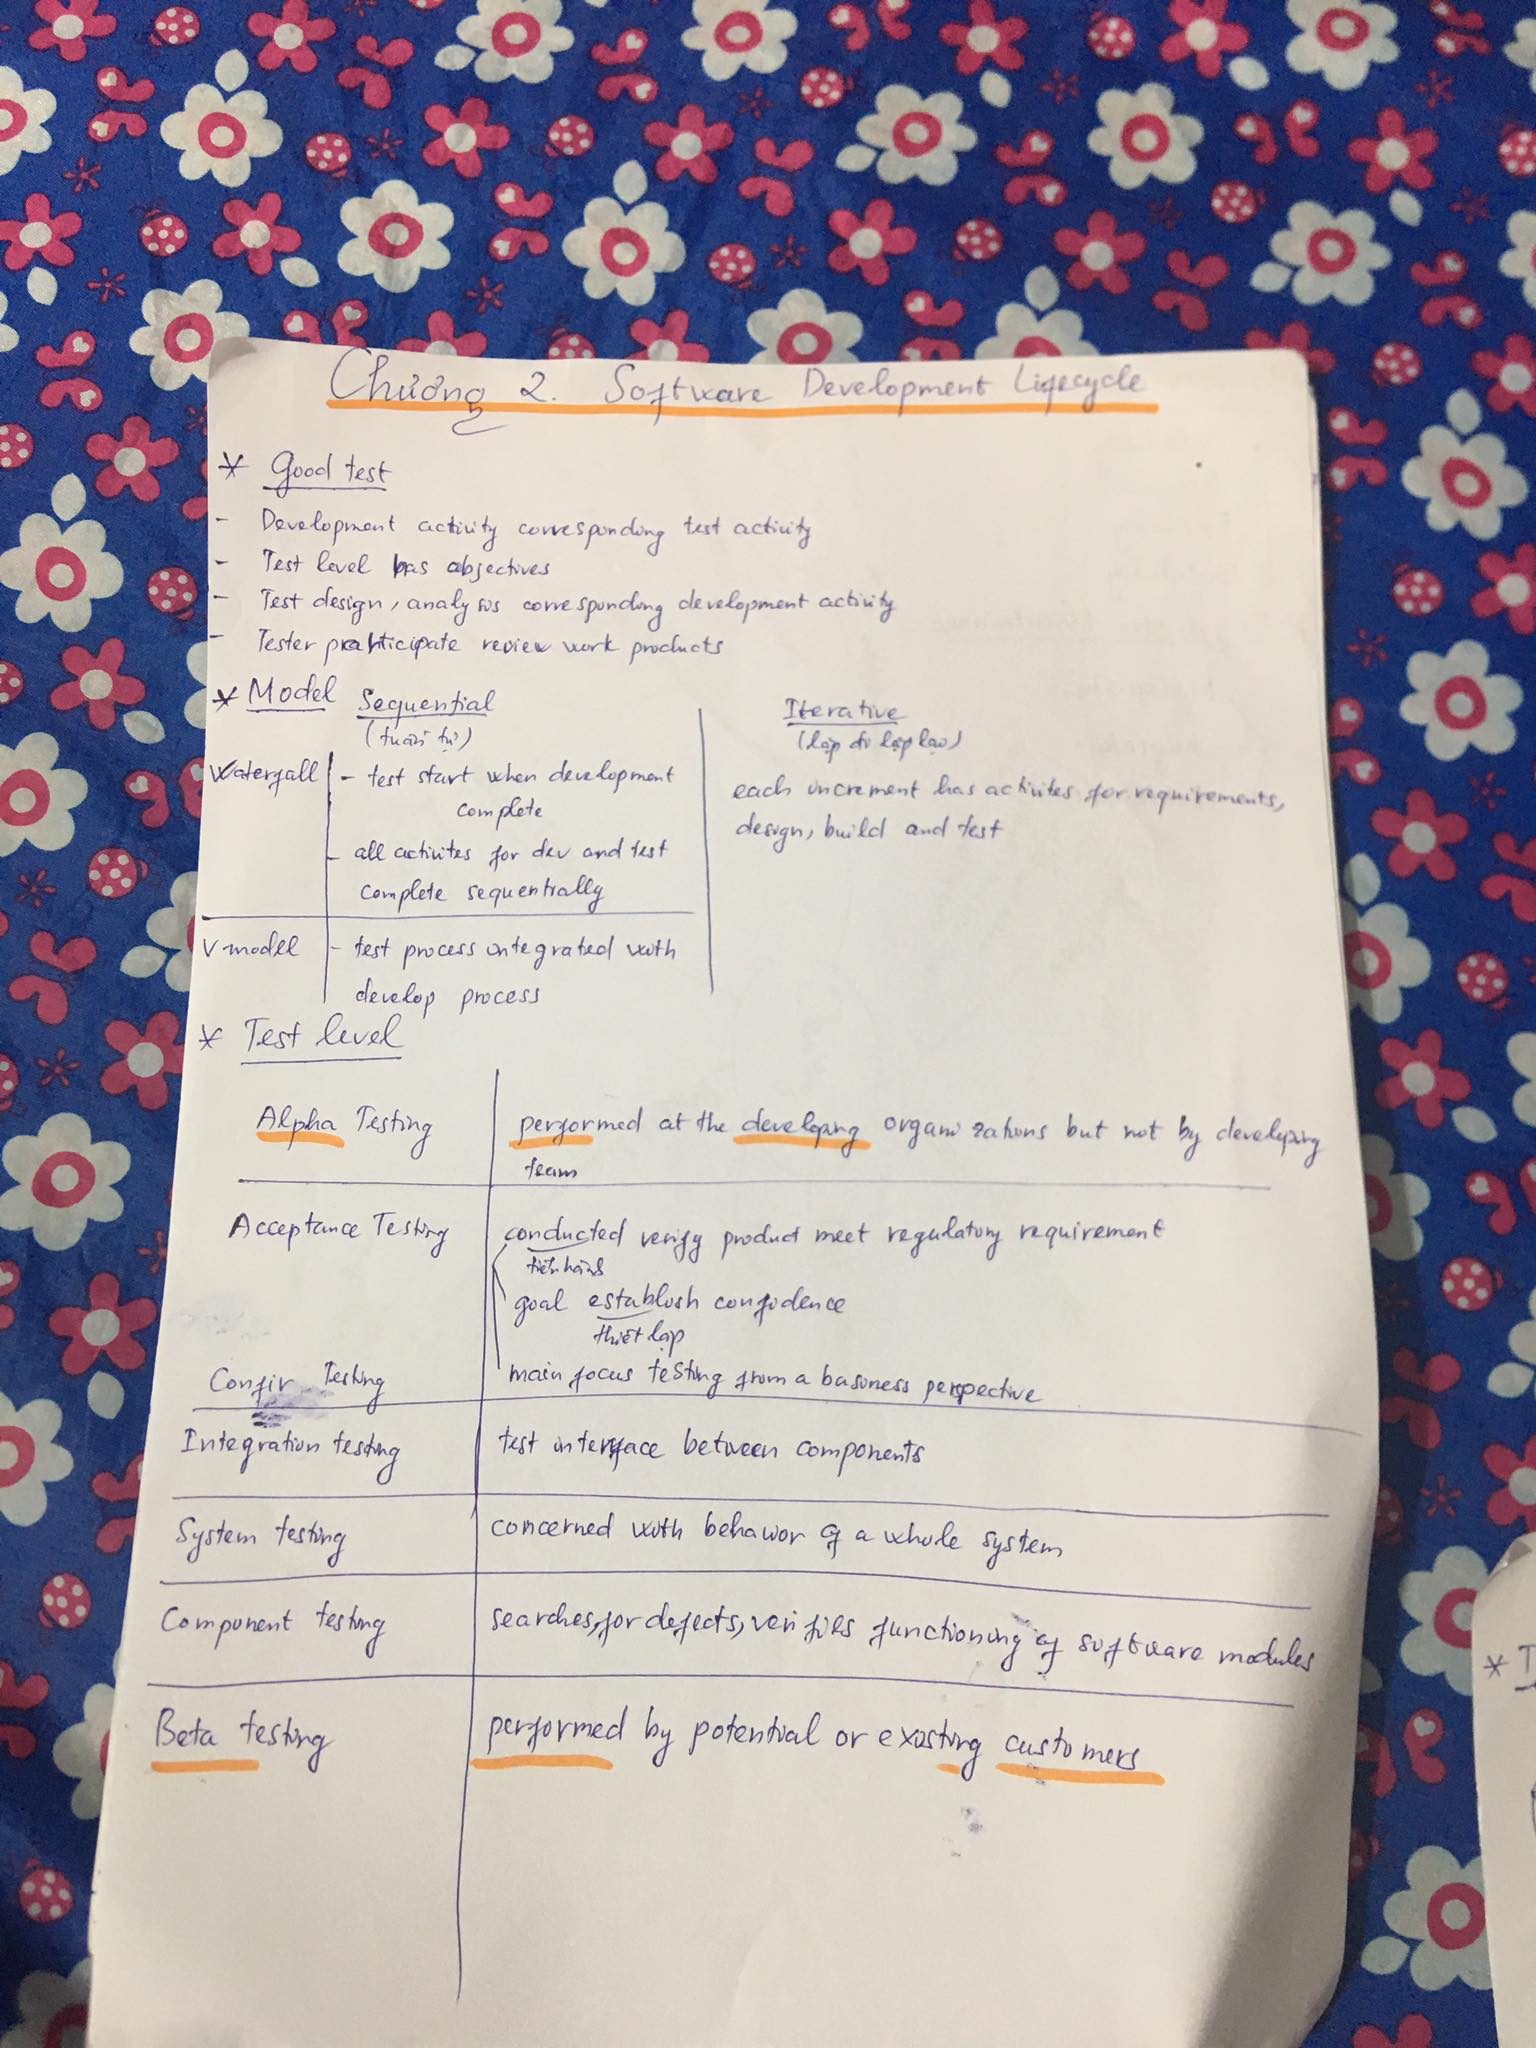 Chương 2. Software Development Lifecycle
* Good test
- Development activity corresponding test activity
- Test level has objectives
- Test design, analysis corresponding development activity
- Tester prahticipate review work products
* Model Sequential
(tuần tự)
Iterative
(lặp đi lặp lại)
Waterfall - test start when development
complete
- all activites for dev and test
complete sequentrally
each increment has activites for requirements,
design, build and test
V-model - test process integrated with
develop process
* Test level
Alpha Testing performed at the developing organizations but not by developing
team
Acceptance Testing conducted verify product meet regulatory requirement
tiến hành
goal establish confidence
thiết lập
Confir Testing main focus testing from a business perspective
Integration testing test interface between components
System testing concerned with behavior of a whole system
Component testing searches, for defects, verifies functioning of software modules
Beta testing performed by potential or existing customers
*